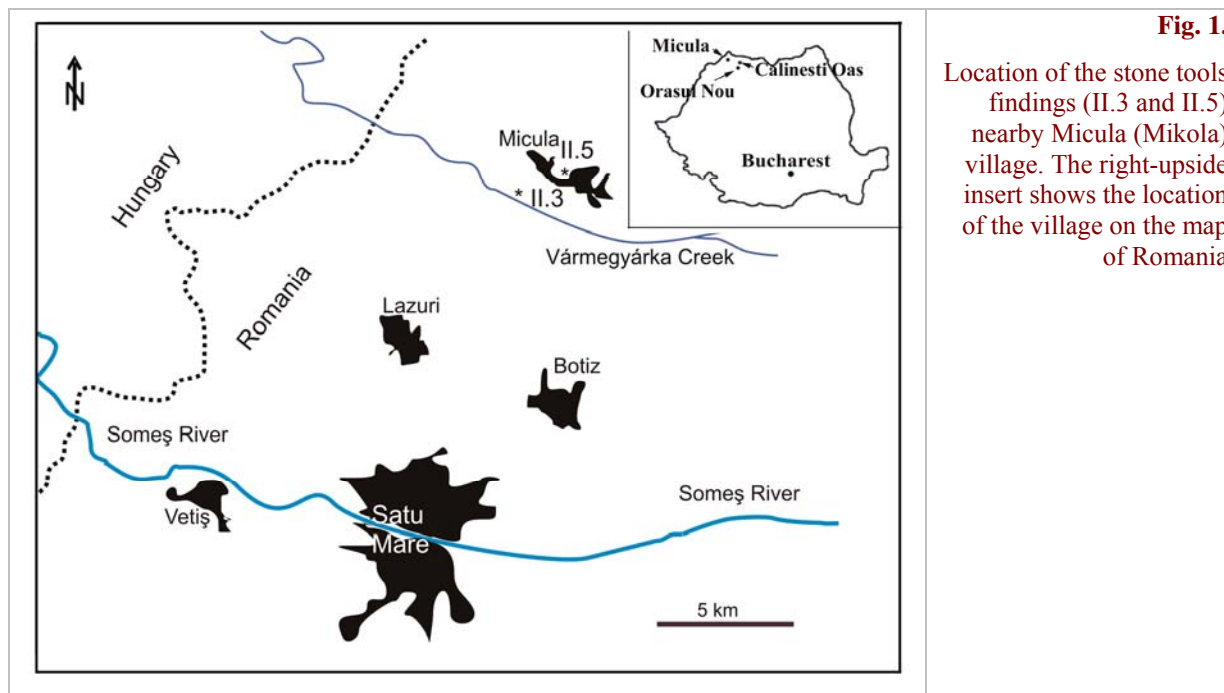 N
Hungary
Romania
Micula
II.5
* II.3
*
Vármegyárka Creek
Lazuri
Botiz
Someş River
Vetiş
Satu
Mare
Someş River
5 km
Micula
Calinesti Oas
Orasul Nou
Bucharest
Fig. 1.
Location of the stone tools
findings (II.3 and II.5)
nearby Micula (Mikola)
village. The right-upside
insert shows the location
of the village on the map
of Romania